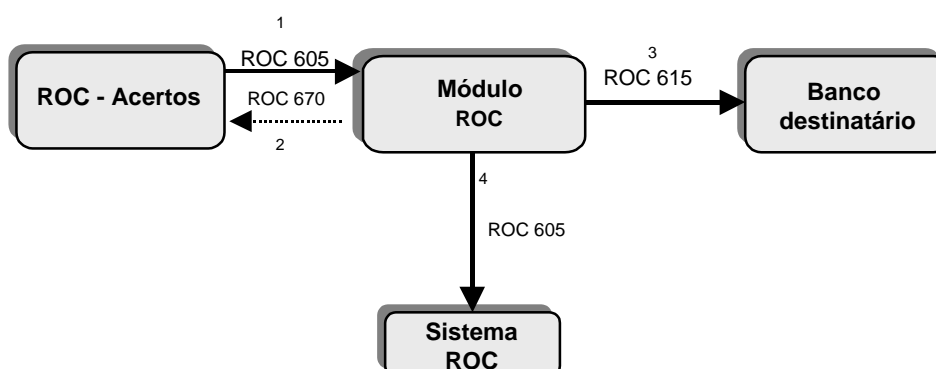 1
ROC 605
ROC - Acertos
ROC 670
2
Módulo
ROC
3
ROC 615
Banco
destinatário
4
ROC 605
Sistema
ROC